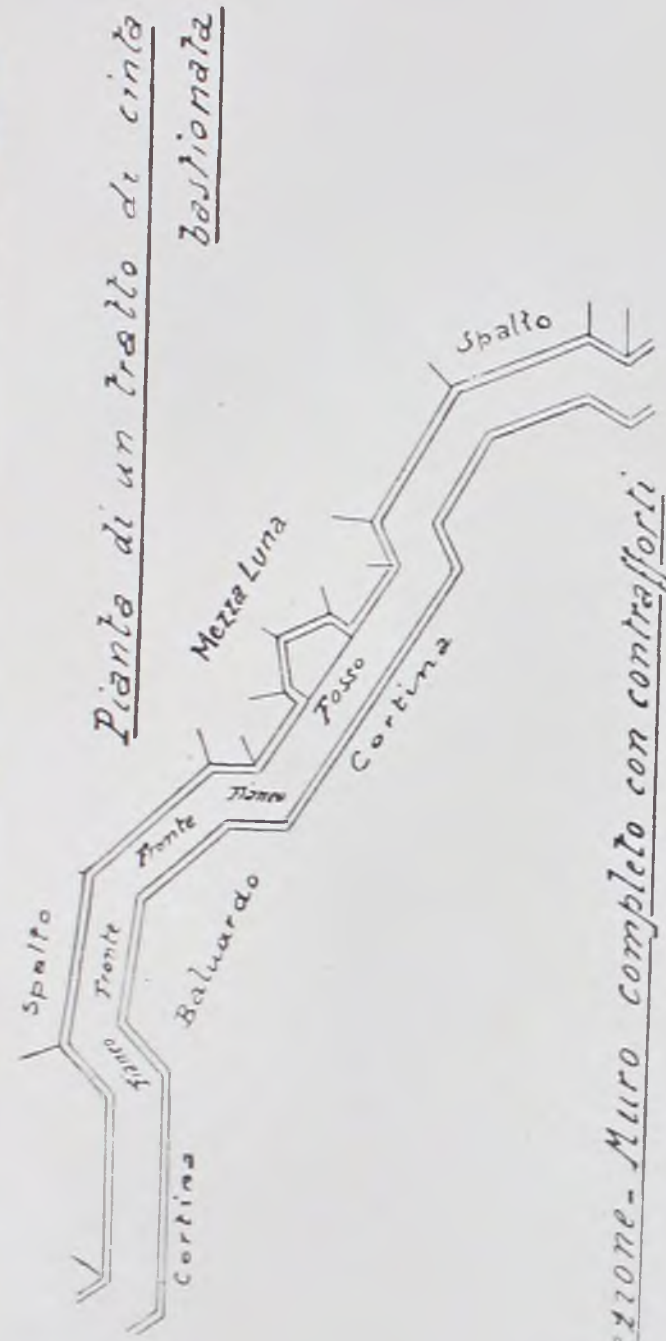 Pianta di un tratto di cinta
bastionata
Spalto
Mezza Luna
Spalto
Fronte
Fronte
Fianco
Fianco
Fosso
Cortina
Baluardo
Cortina
Muro completo con contrafforti